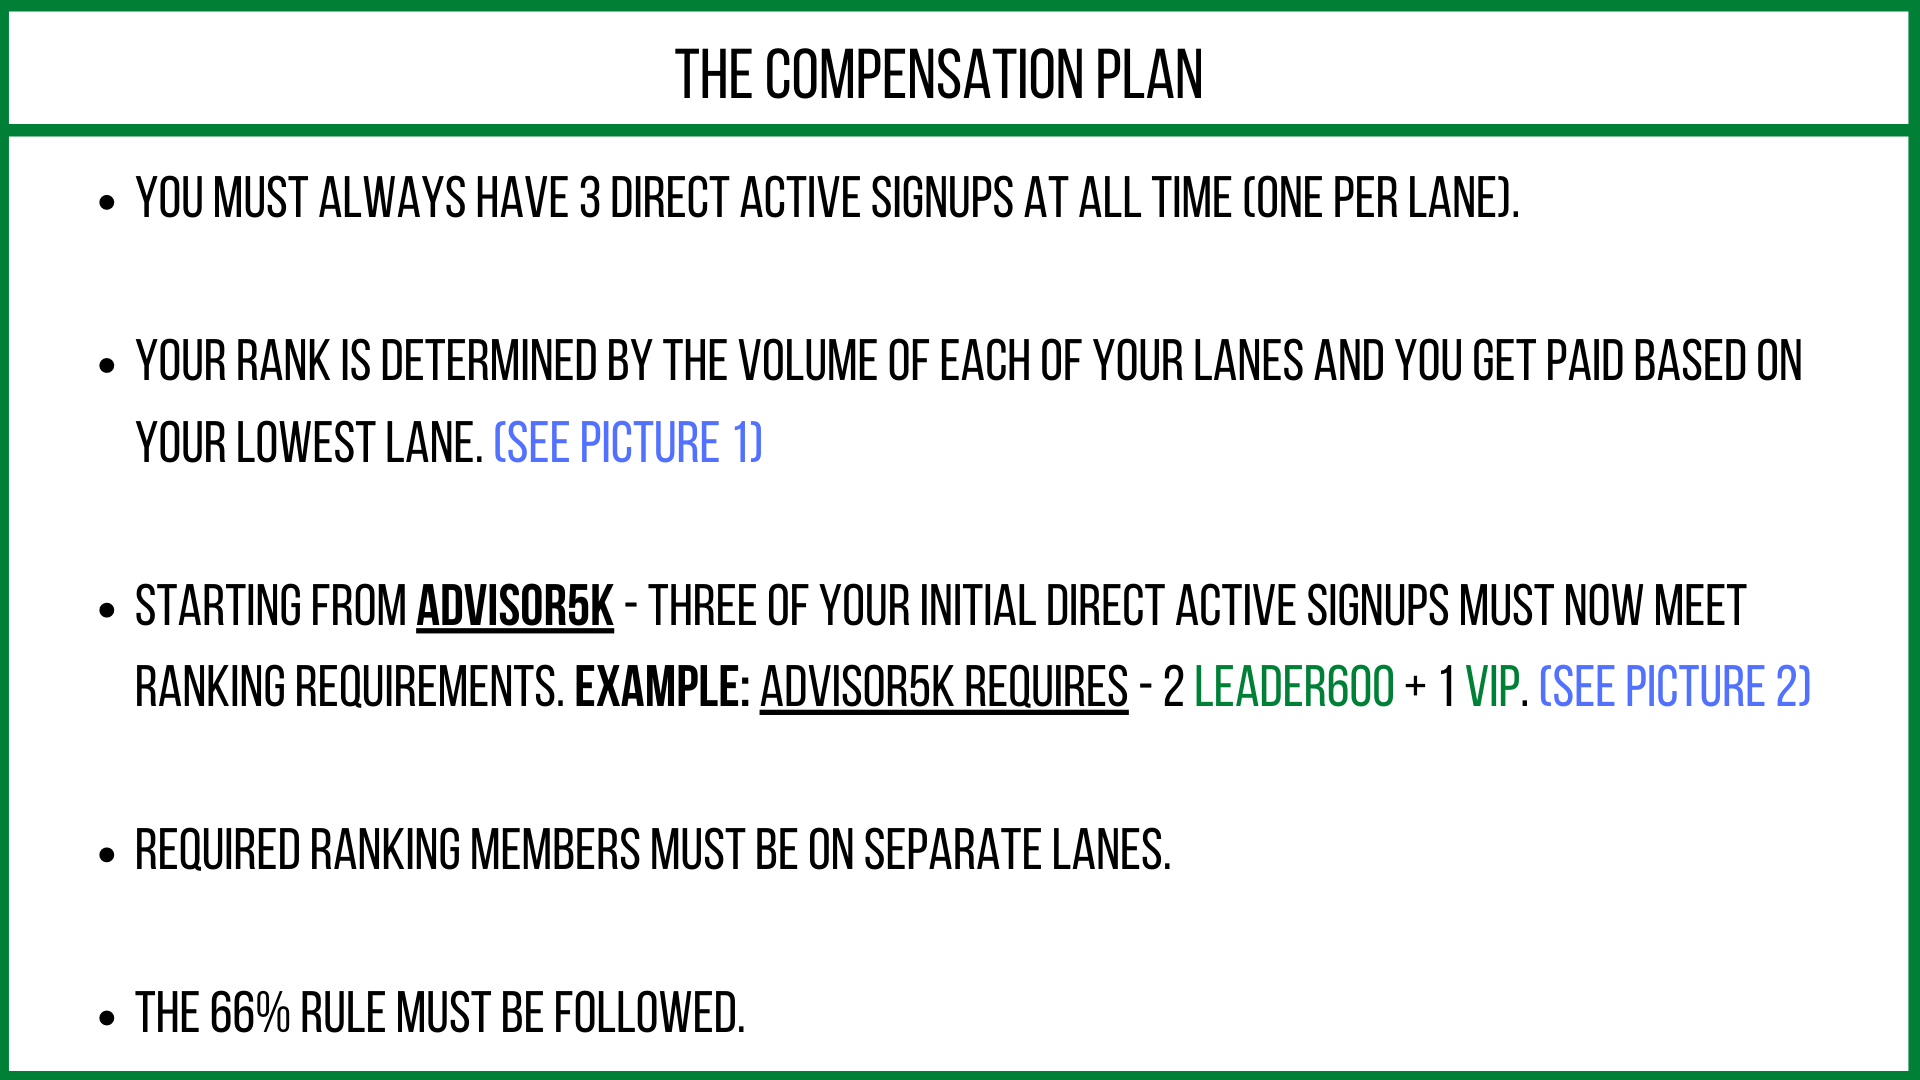 THE COMPENSATION PLAN
• YOU MUST ALWAYS HAVE 3 DIRECT ACTIVE SIGNUPS AT ALL TIME (ONE PER LANE).
• YOUR RANK IS DETERMINED BY THE VOLUME OF EACH OF YOUR LANES AND YOU GET PAID BASED ON
YOUR LOWEST LANE. (SEE PICTURE 1)
• STARTING FROM ADVISOR5K - THREE OF YOUR INITIAL DIRECT ACTIVE SIGNUPS MUST NOW MEET
RANKING REQUIREMENTS. EXAMPLE: ADVISOR5K REQUIRES - 2 LEADER600 + 1 VIP. (SEE PICTURE 2)
• REQUIRED RANKING MEMBERS MUST BE ON SEPARATE LANES.
• THE 66% RULE MUST BE FOLLOWED.